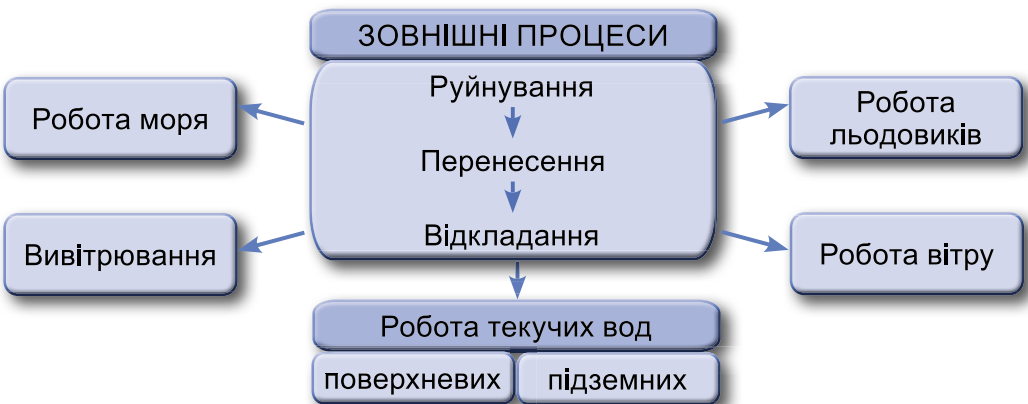 ЗОВНІШНІ ПРОЦЕСИ
Руйнування
Перенесення
Відкладання
Робота моря
Вивітрювання
Робота
льодовиків
Робота вітру
Робота текучих вод
поверхневих
підземних